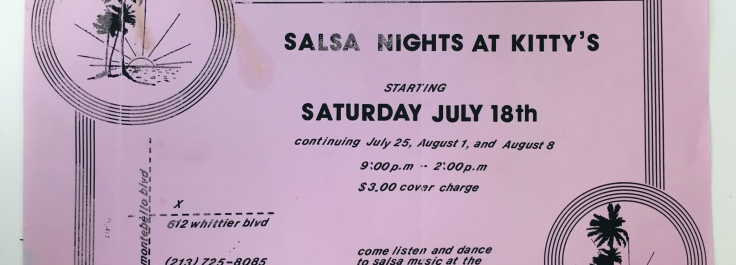 SALSA NIGHTS AT KITTY'S
STARTING
SATURDAY JULY 18th
continuing July 25, August 1, and August 8
9:00p.m -- 2:00p.m
$3.00 cover charge
montebello blvd
X
612 whittier blvd
(213) 725-8085
come listen and dance
to salsa music at the